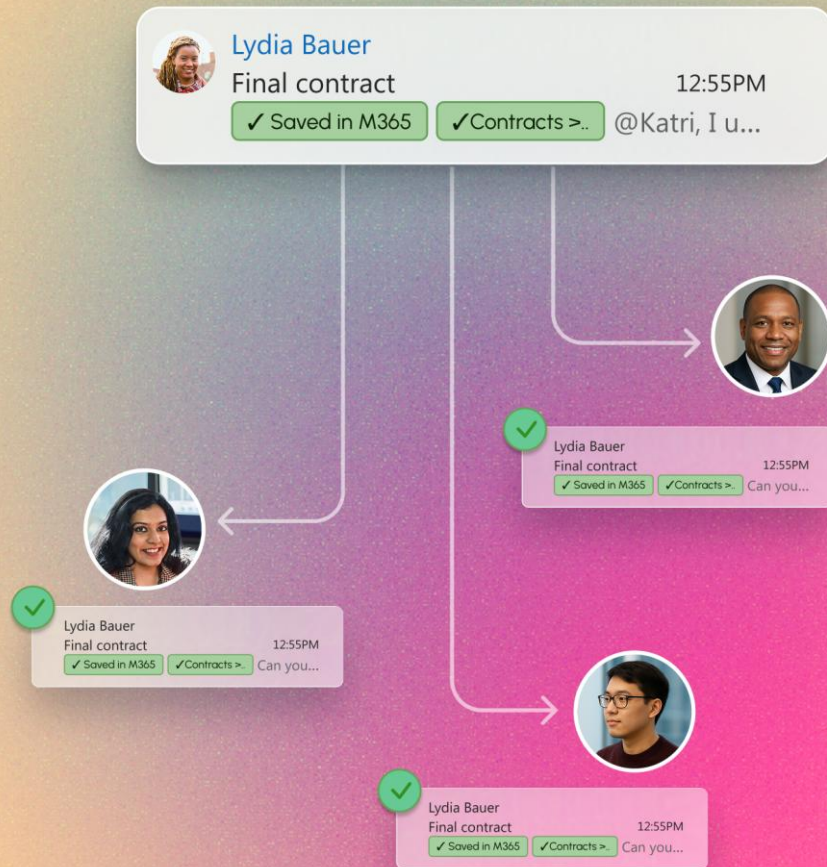 Lydia Bauer
Final contract 12:55PM
✓ Saved in M365 ✓Contracts >.. @Katri, I u...
Lydia Bauer
Final contract 12:55PM
✓ Saved in M365 ✓Contracts >.. Can you...
Lydia Bauer
Final contract 12:55PM
✓ Saved in M365 ✓Contracts >.. Can you...
Lydia Bauer
Final contract 12:55PM
✓ Saved in M365 ✓Contracts >.. Can you...